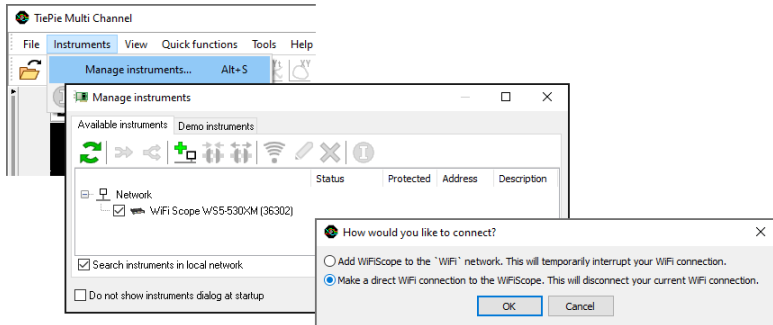 TiePie Multi Channel
File Instruments View Quick functions Tools Help
Manage instruments... Alt+S
Manage instruments
Available instruments Demo instruments
Status Protected Address Description
Network
WiFi Scope WS5-530XM (36302)
Search instruments in local network
Do not show instruments dialog at startup
How would you like to connect?
Add WiFiScope to the `WiFi` network. This will temporarily interrupt your WiFi connection.
Make a direct WiFi connection to the WiFiScope. This will disconnect your current WiFi connection.
OK Cancel